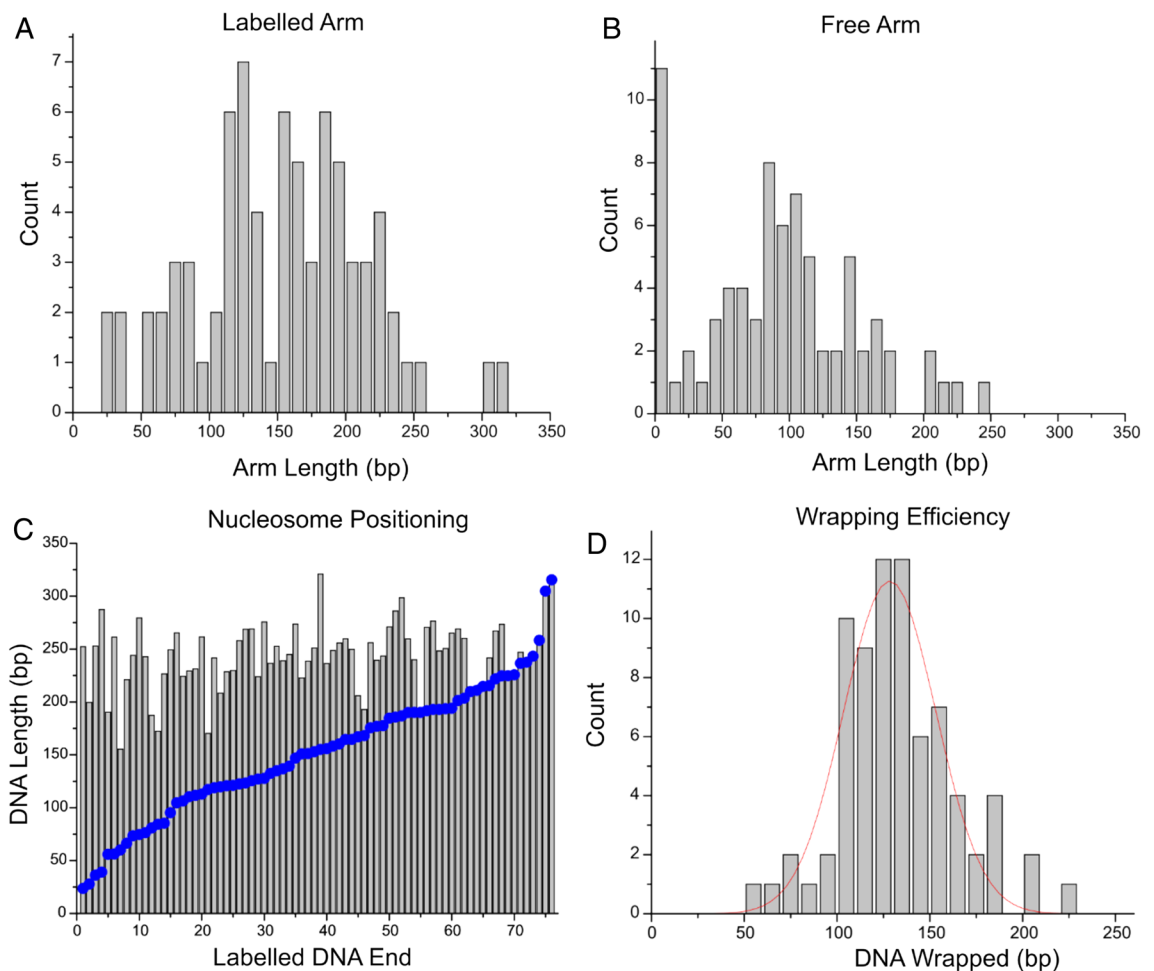 A
Labelled Arm
7
6
5
4
3
2
1
0
Count
0 50 100 150 200 250 300 350
Arm Length (bp)
B
Free Arm
10
8
6
4
2
0
Count
0 50 100 150 200 250 300 350
Arm Length (bp)
C
Nucleosome Positioning
350
300
250
200
150
100
50
0
DNA Length (bp)
0 10 20 30 40 50 60 70
Labelled DNA End
D
Wrapping Efficiency
12
10
8
6
4
2
0
Count
0 50 100 150 200 250
DNA Wrapped (bp)